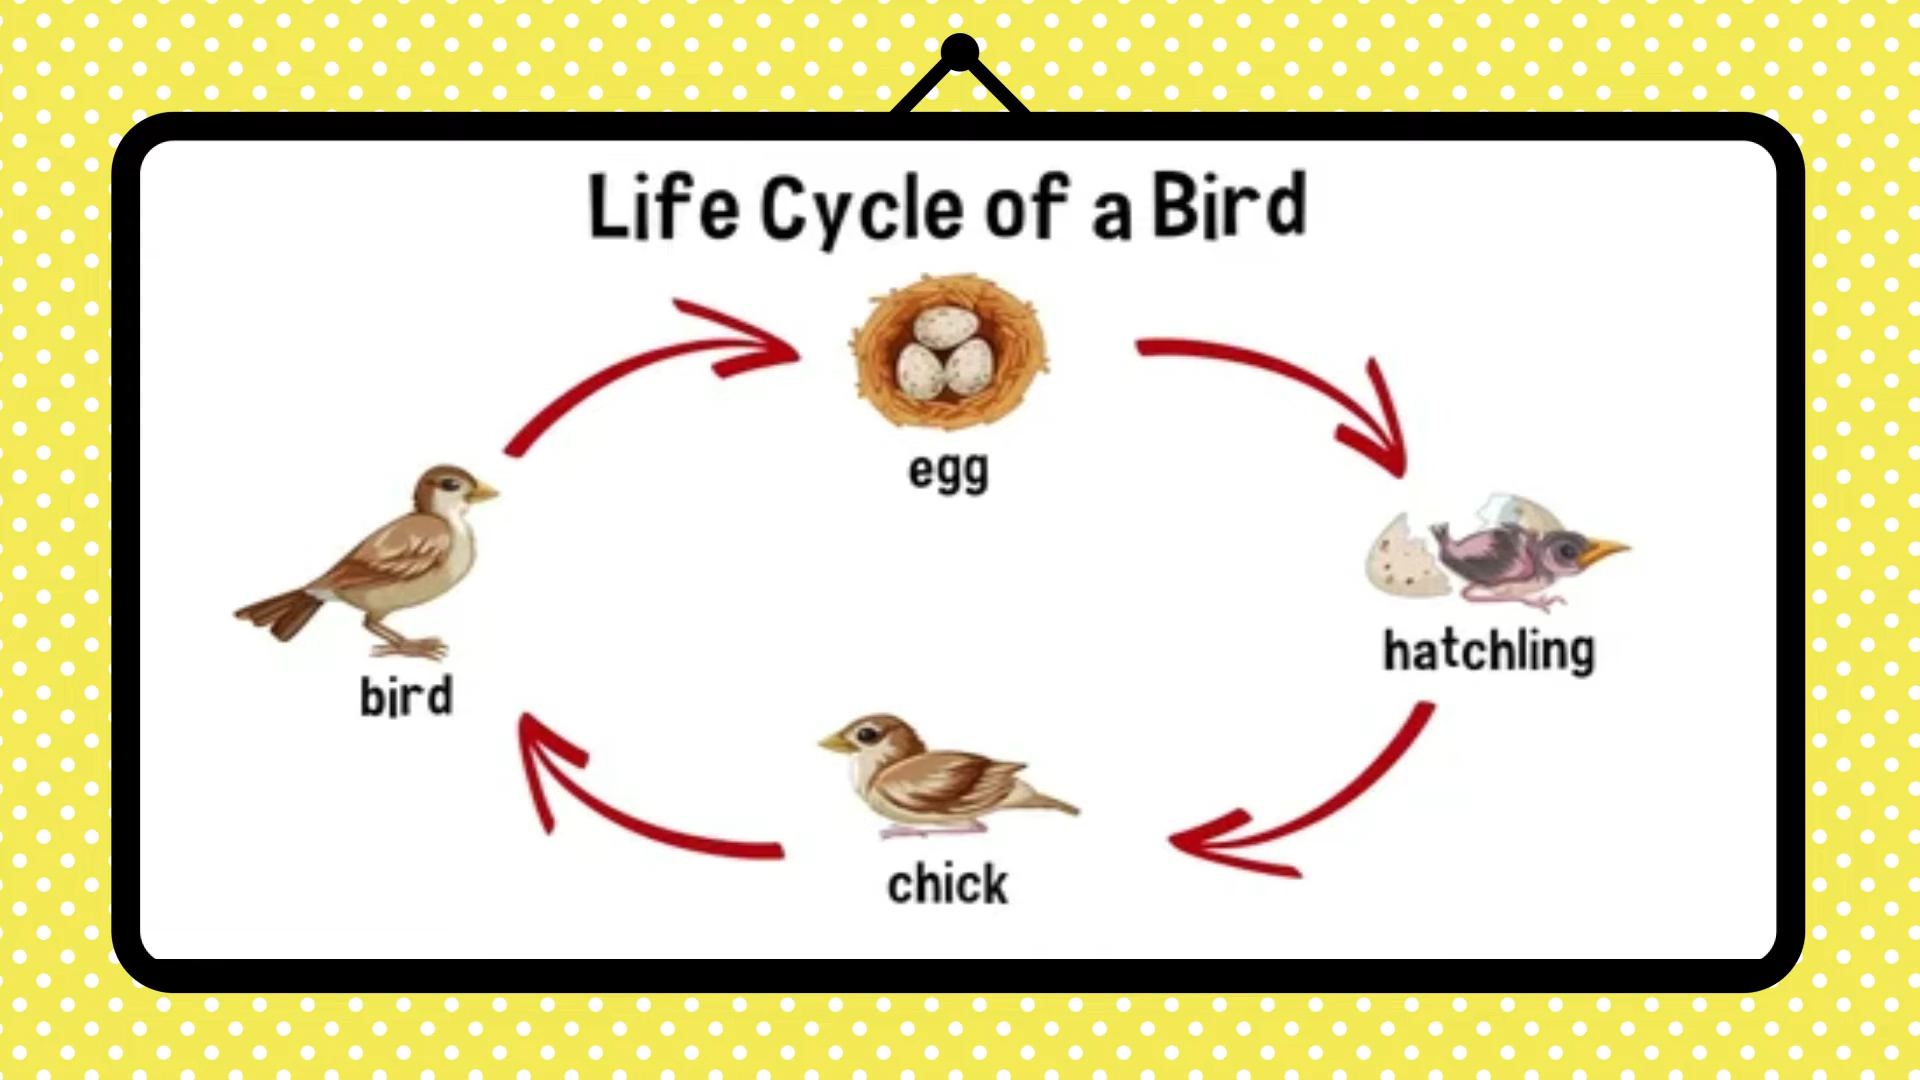 Life Cycle of a Bird
egg
hatchling
bird
chick